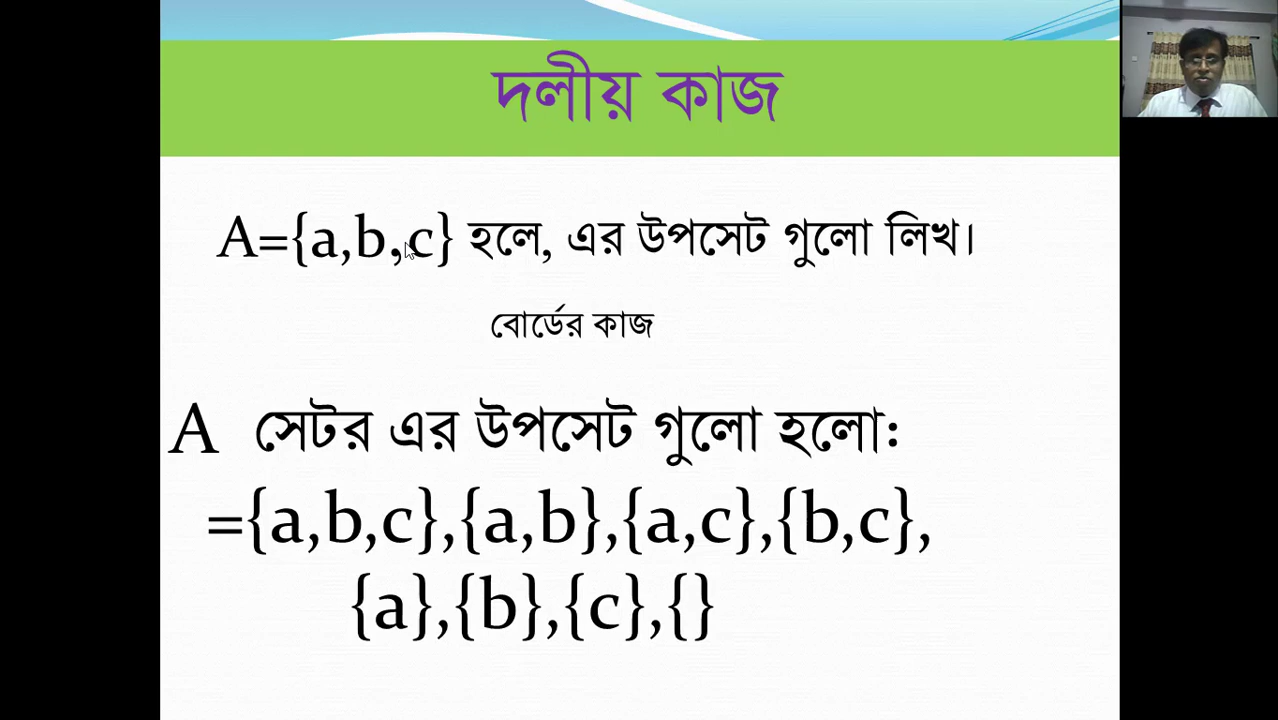 দলীয় কাজ
A={a,b,c} হলে, এর উপসেট গুলো লিখ।
বোর্ডের কাজ
A সেটর এর উপসেট গুলো হলো:
={a,b,c},{a,b},{a,c},{b,c},
{a},{b},{c},{}